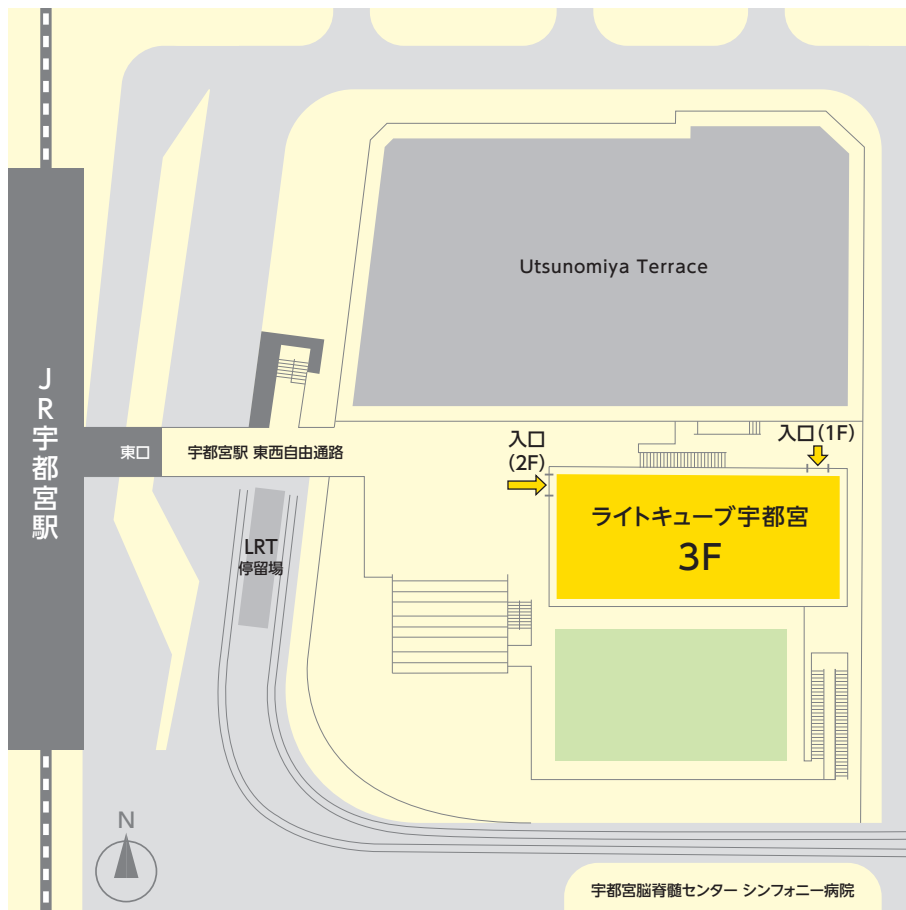 Utsunomiya Terrace
JR宇都宮駅
東口
宇都宮駅 東西自由通路
入口
(2F)
入口(1F)
ライトキューブ宇都宮
3F
LRT
停留場
N
宇都宮脳脊髄センター シンフォニー病院